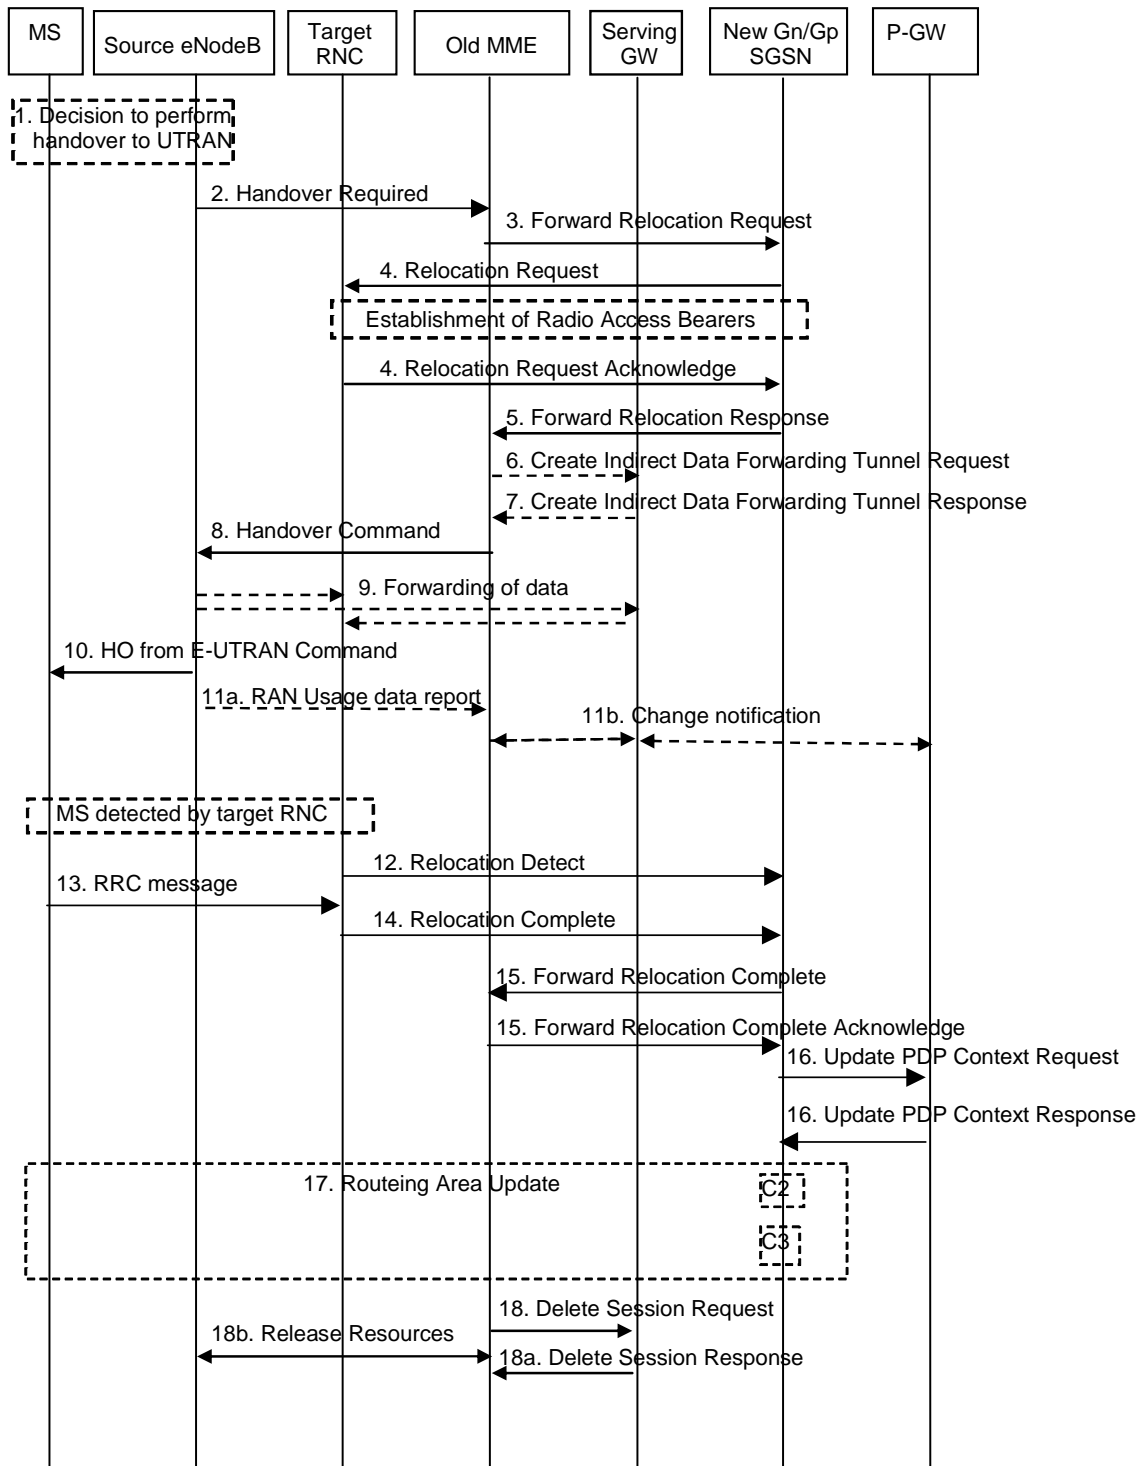 MS
Source eNodeB
Target
RNC
Old MME
Serving
GW
New Gn/Gp
SGSN
P-GW
1. Decision to perform
handover to UTRAN
2. Handover Required
3. Forward Relocation Request
4. Relocation Request
Establishment of Radio Access Bearers
4. Relocation Request Acknowledge
5. Forward Relocation Response
6. Create Indirect Data Forwarding Tunnel Request
7. Create Indirect Data Forwarding Tunnel Response
8. Handover Command
9. Forwarding of data
10. HO from E-UTRAN Command
11a. RAN Usage data report
11b. Change notification
MS detected by target RNC
12. Relocation Detect
13. RRC message
14. Relocation Complete
15. Forward Relocation Complete
15. Forward Relocation Complete Acknowledge
16. Update PDP Context Request
16. Update PDP Context Response
17. Routeing Area Update
C2
C3
18. Delete Session Request
18b. Release Resources
18a. Delete Session Response